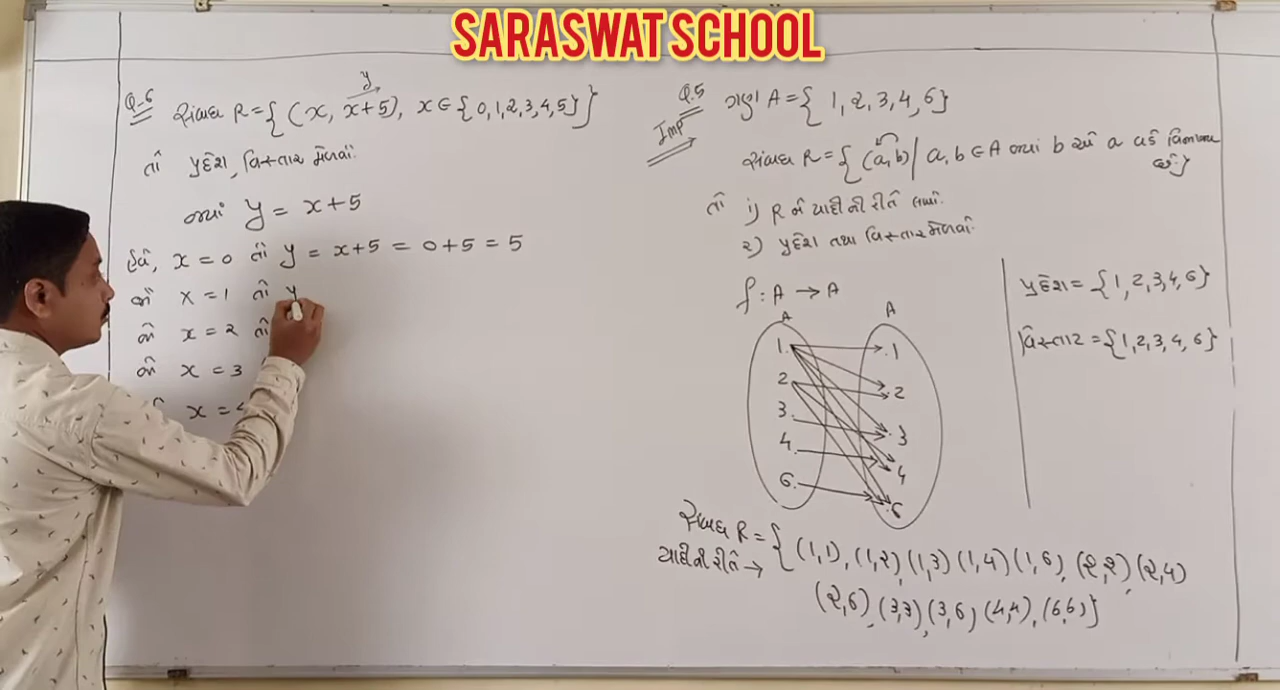 SARASWAT SCHOOL
Q-6 સંબંધ R = { (x, x+5), x ∈ {0,1,2,3,4,5} }
y
તો પ્રદેશ, વિસ્તાર મેળવો.
જ્યાં y = x+5
હવે, x = 0 તો y = x+5 = 0+5 = 5
જો x = 1 તો y
જો x = 2 તો
જો x = 3
x = 4
Q.5 ગણ A = { 1, 2, 3, 4, 6 }
Imp
સંબંધ R = { (a, b) / a, b ∈ A જ્યાં b એ a વડે વિભાજ્ય છે. }
તો 1) R ને યાદીની રીતે લખો.
૨) પ્રદેશ તથા વિસ્તાર મેળવો.
f : A → A
A A
1. .1
2. .2
3. .3
4. 4
6. .6
પ્રદેશ = {1, 2, 3, 4, 6}
વિસ્તાર = {1, 2, 3, 4, 6}
સંબંધ R = { (1,1), (1,2), (1,3) (1,4) (1,6), (2,2), (2,4)
યાદીની રીતે →
(2,6), (3,3), (3,6) (4,4), (6,6) }